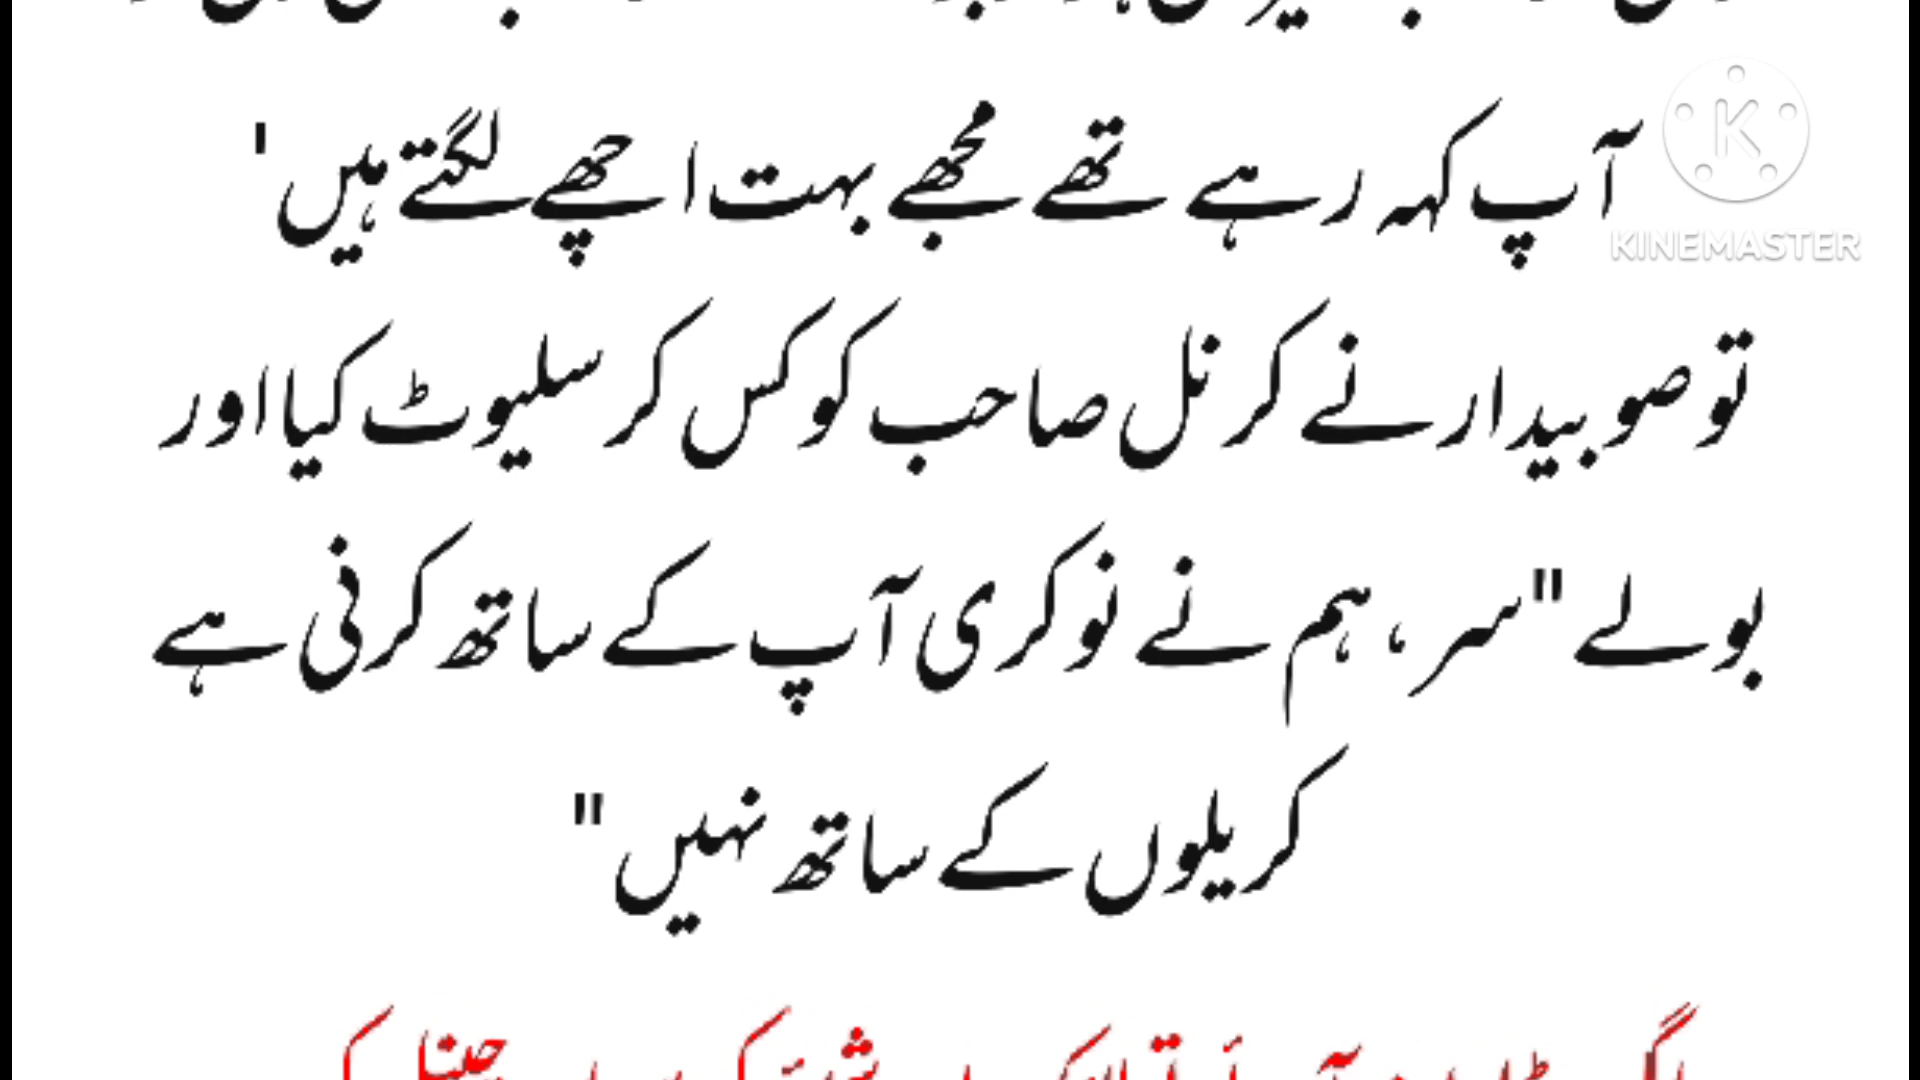 آپ کہہ رہے تھے مجھے بہت اچھے لگتے ہیں '
KINEMASTER
تو صوبیدار نے کرنل صاحب کو کس کر سلیوٹ کیا اور
بولے "سر، ہم نے نوکری آپ کے ساتھ کرنی ہے
کریلوں کے ساتھ نہیں "